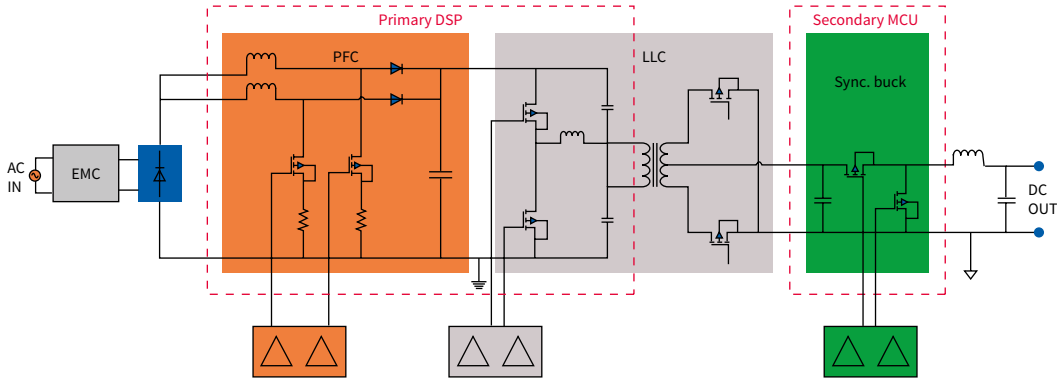 Primary DSP
Secondary MCU
PFC
LLC
Sync. buck
AC
IN
EMC
DC
OUT